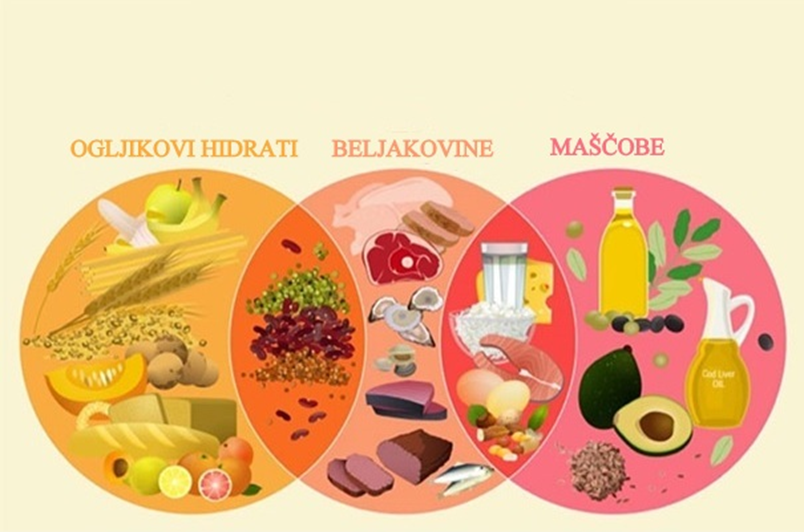 OGLJIKOVI HIDRATI
BELJAKOVINE
MAŠČOBE
Cod Liver
OIL